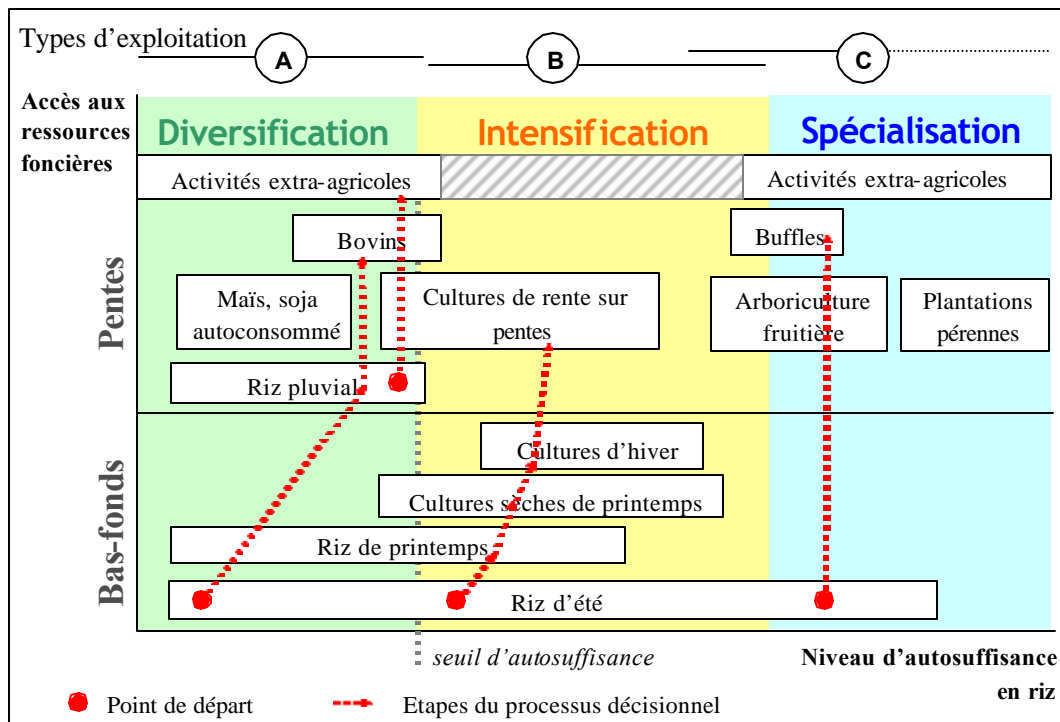 Types d'exploitation
A
B
C
Accès aux
ressources
foncières
Diversification
Intensification
Spécialisation
Activités extra-agricoles
Activités extra-agricoles
Pentes
Bovins
Buffles
Maïs, soja
autoconsommé
Cultures de rente sur
pentes
Arboriculture
fruitière
Plantations
pérennes
Riz pluvial
Bas-fonds
Cultures d'hiver
Cultures sèches de printemps
Riz de printemps
Riz d'été
seuil d'autosuffisance
Niveau d'autosuffisance
en riz
Point de départ
Etapes du processus décisionnel